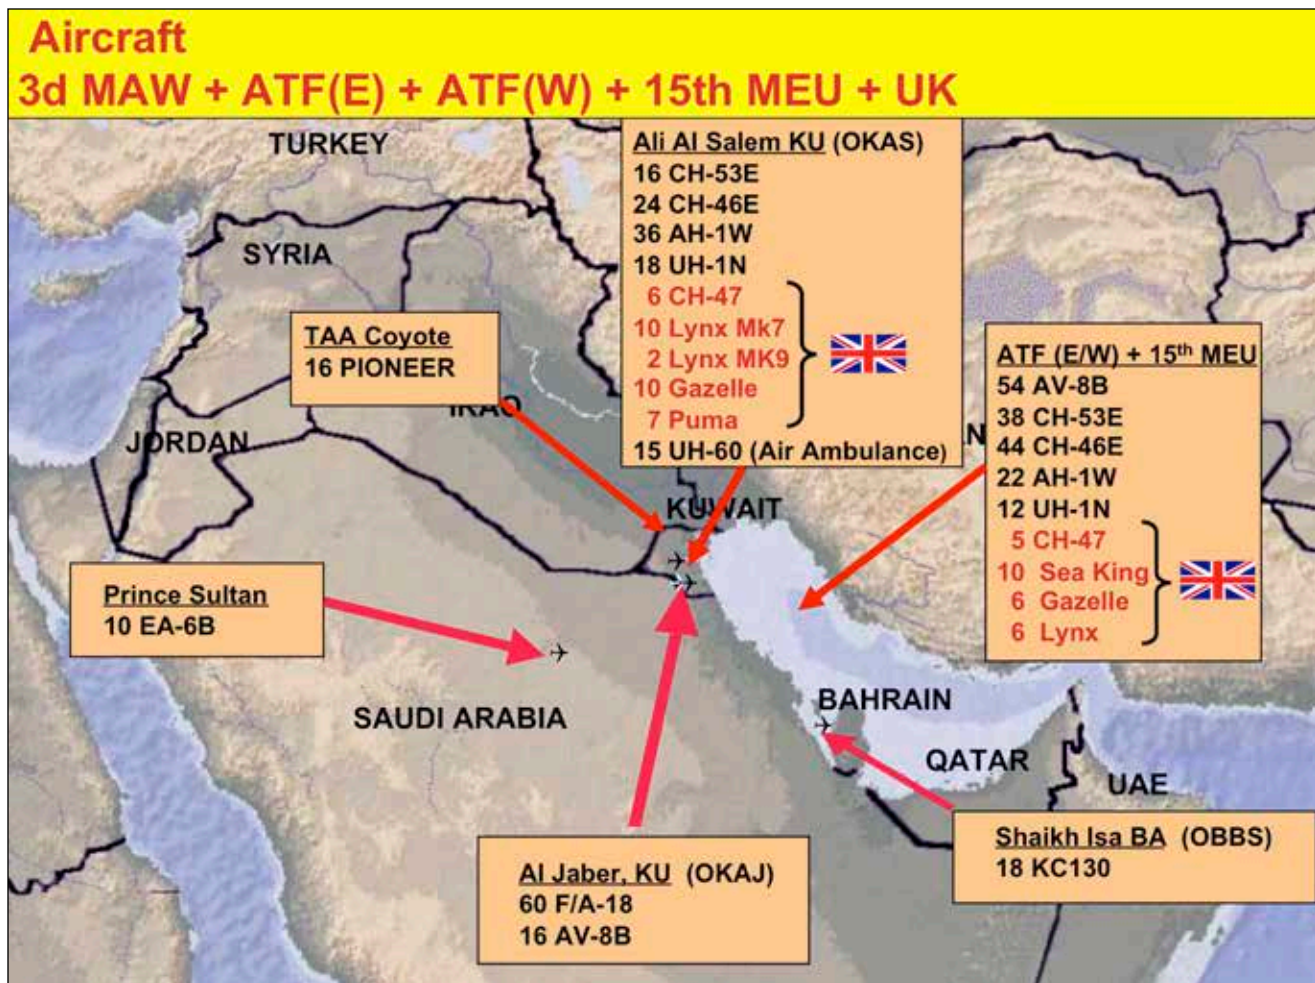 Aircraft
3d MAW + ATF(E) + ATF(W) + 15th MEU + UK
TURKEY
SYRIA
JORDAN
IRAQ
KUWAIT
SAUDI ARABIA
BAHRAIN
QATAR
UAE
TAA Coyote
16 PIONEER
Ali Al Salem KU (OKAS)
16 CH-53E
24 CH-46E
36 AH-1W
18 UH-1N
6 CH-47
10 Lynx Mk7
2 Lynx MK9
10 Gazelle
7 Puma
15 UH-60 (Air Ambulance)
ATF (E/W) + 15th MEU
54 AV-8B
38 CH-53E
44 CH-46E
22 AH-1W
12 UH-1N
5 CH-47
10 Sea King
6 Gazelle
6 Lynx
Prince Sultan
10 EA-6B
Al Jaber, KU (OKAJ)
60 F/A-18
16 AV-8B
Shaikh Isa BA (OBBS)
18 KC130